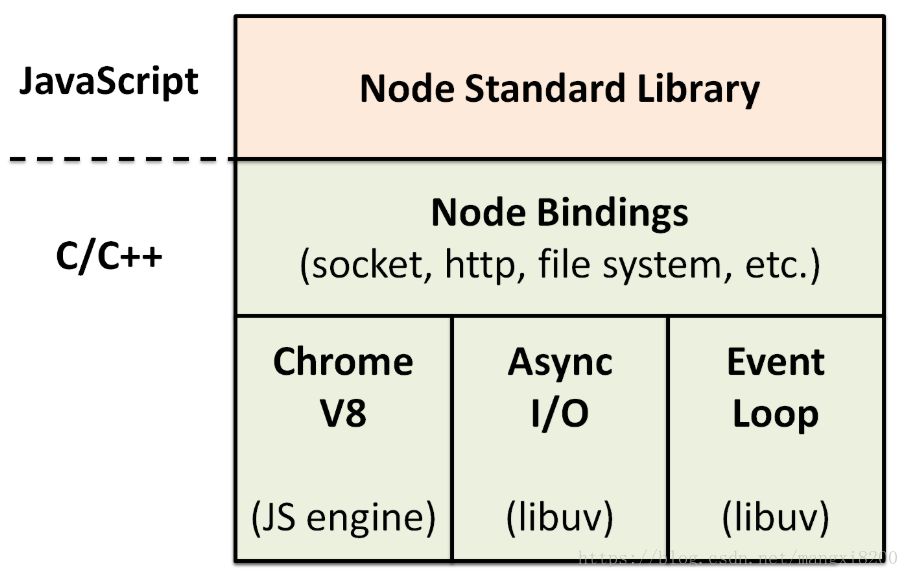 JavaScript
Node Standard Library
C/C++
Node Bindings
(socket, http, file system, etc.)
Chrome
V8
(JS engine)
Async
I/O
(libuv)
Event
Loop
(libuv)
https://blog.csdn.net/mangxi8200